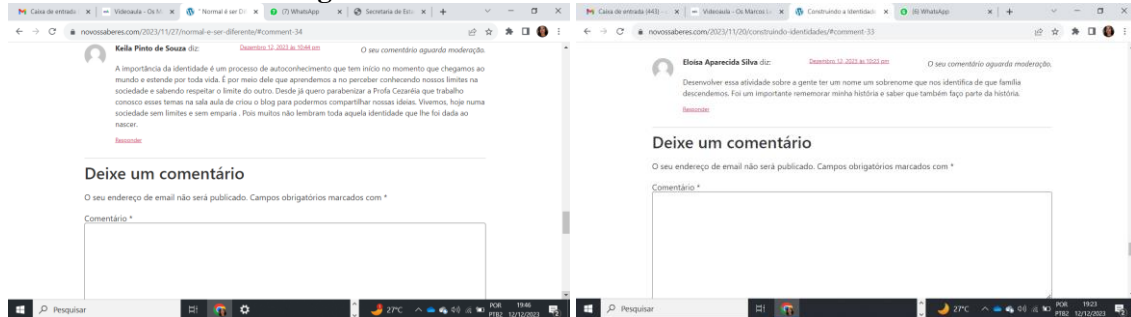 Caixa de entrada
Videoaula - Os M
"Normal é ser Di
(7) WhatsApp
Secretaria de Esta
novossaberes.com/2023/11/27/normal-e-ser-diferente/#comment-34
Keila Pinto de Souza diz:
Dezembro 12, 2023 às 10:44 pm
O seu comentário aguarda moderação.
A importância da identidade é um processo de autoconhecimento que tem início no momento que chegamos ao
mundo e estende por toda vida. É por meio dele que aprendemos a no perceber conhecendo nossos limites na
sociedade e sabendo respeitar o limite do outro. Desde já quero parabenizar a Profa Cezaréia que trabalho
conosco esses temas na sala aula de criou o blog para podermos compartilhar nossas ideias. Vivemos, hoje numa
sociedade sem limites e sem emparia . Pois muitos não lembram toda aquela identidade que lhe foi dada ao
nascer.
Responder
Deixe um comentário
O seu endereço de email não será publicado. Campos obrigatórios marcados com *
Comentário *
Pesquisar
27°C
POR
PTB2
19:46
12/12/2023
Caixa de entrada (443) -
Videoaula - Os Marcos L
Construindo a Identidade
(6) WhatsApp
novossaberes.com/2023/11/20/construindo-identidades/#comment-33
Eloísa Aparecida Silva diz:
Dezembro 12, 2023 às 10:23 pm
O seu comentário aguarda moderação.
Desenvolver essa atividade sobre a gente ter um nome um sobrenome que nos identifica de que família
descendemos. Foi um importante rememorar minha história e saber que também faço parte da história.
Responder
Deixe um comentário
O seu endereço de email não será publicado. Campos obrigatórios marcados com *
Comentário *
Pesquisar
27°C
POR
PTB2
19:23
12/12/2023